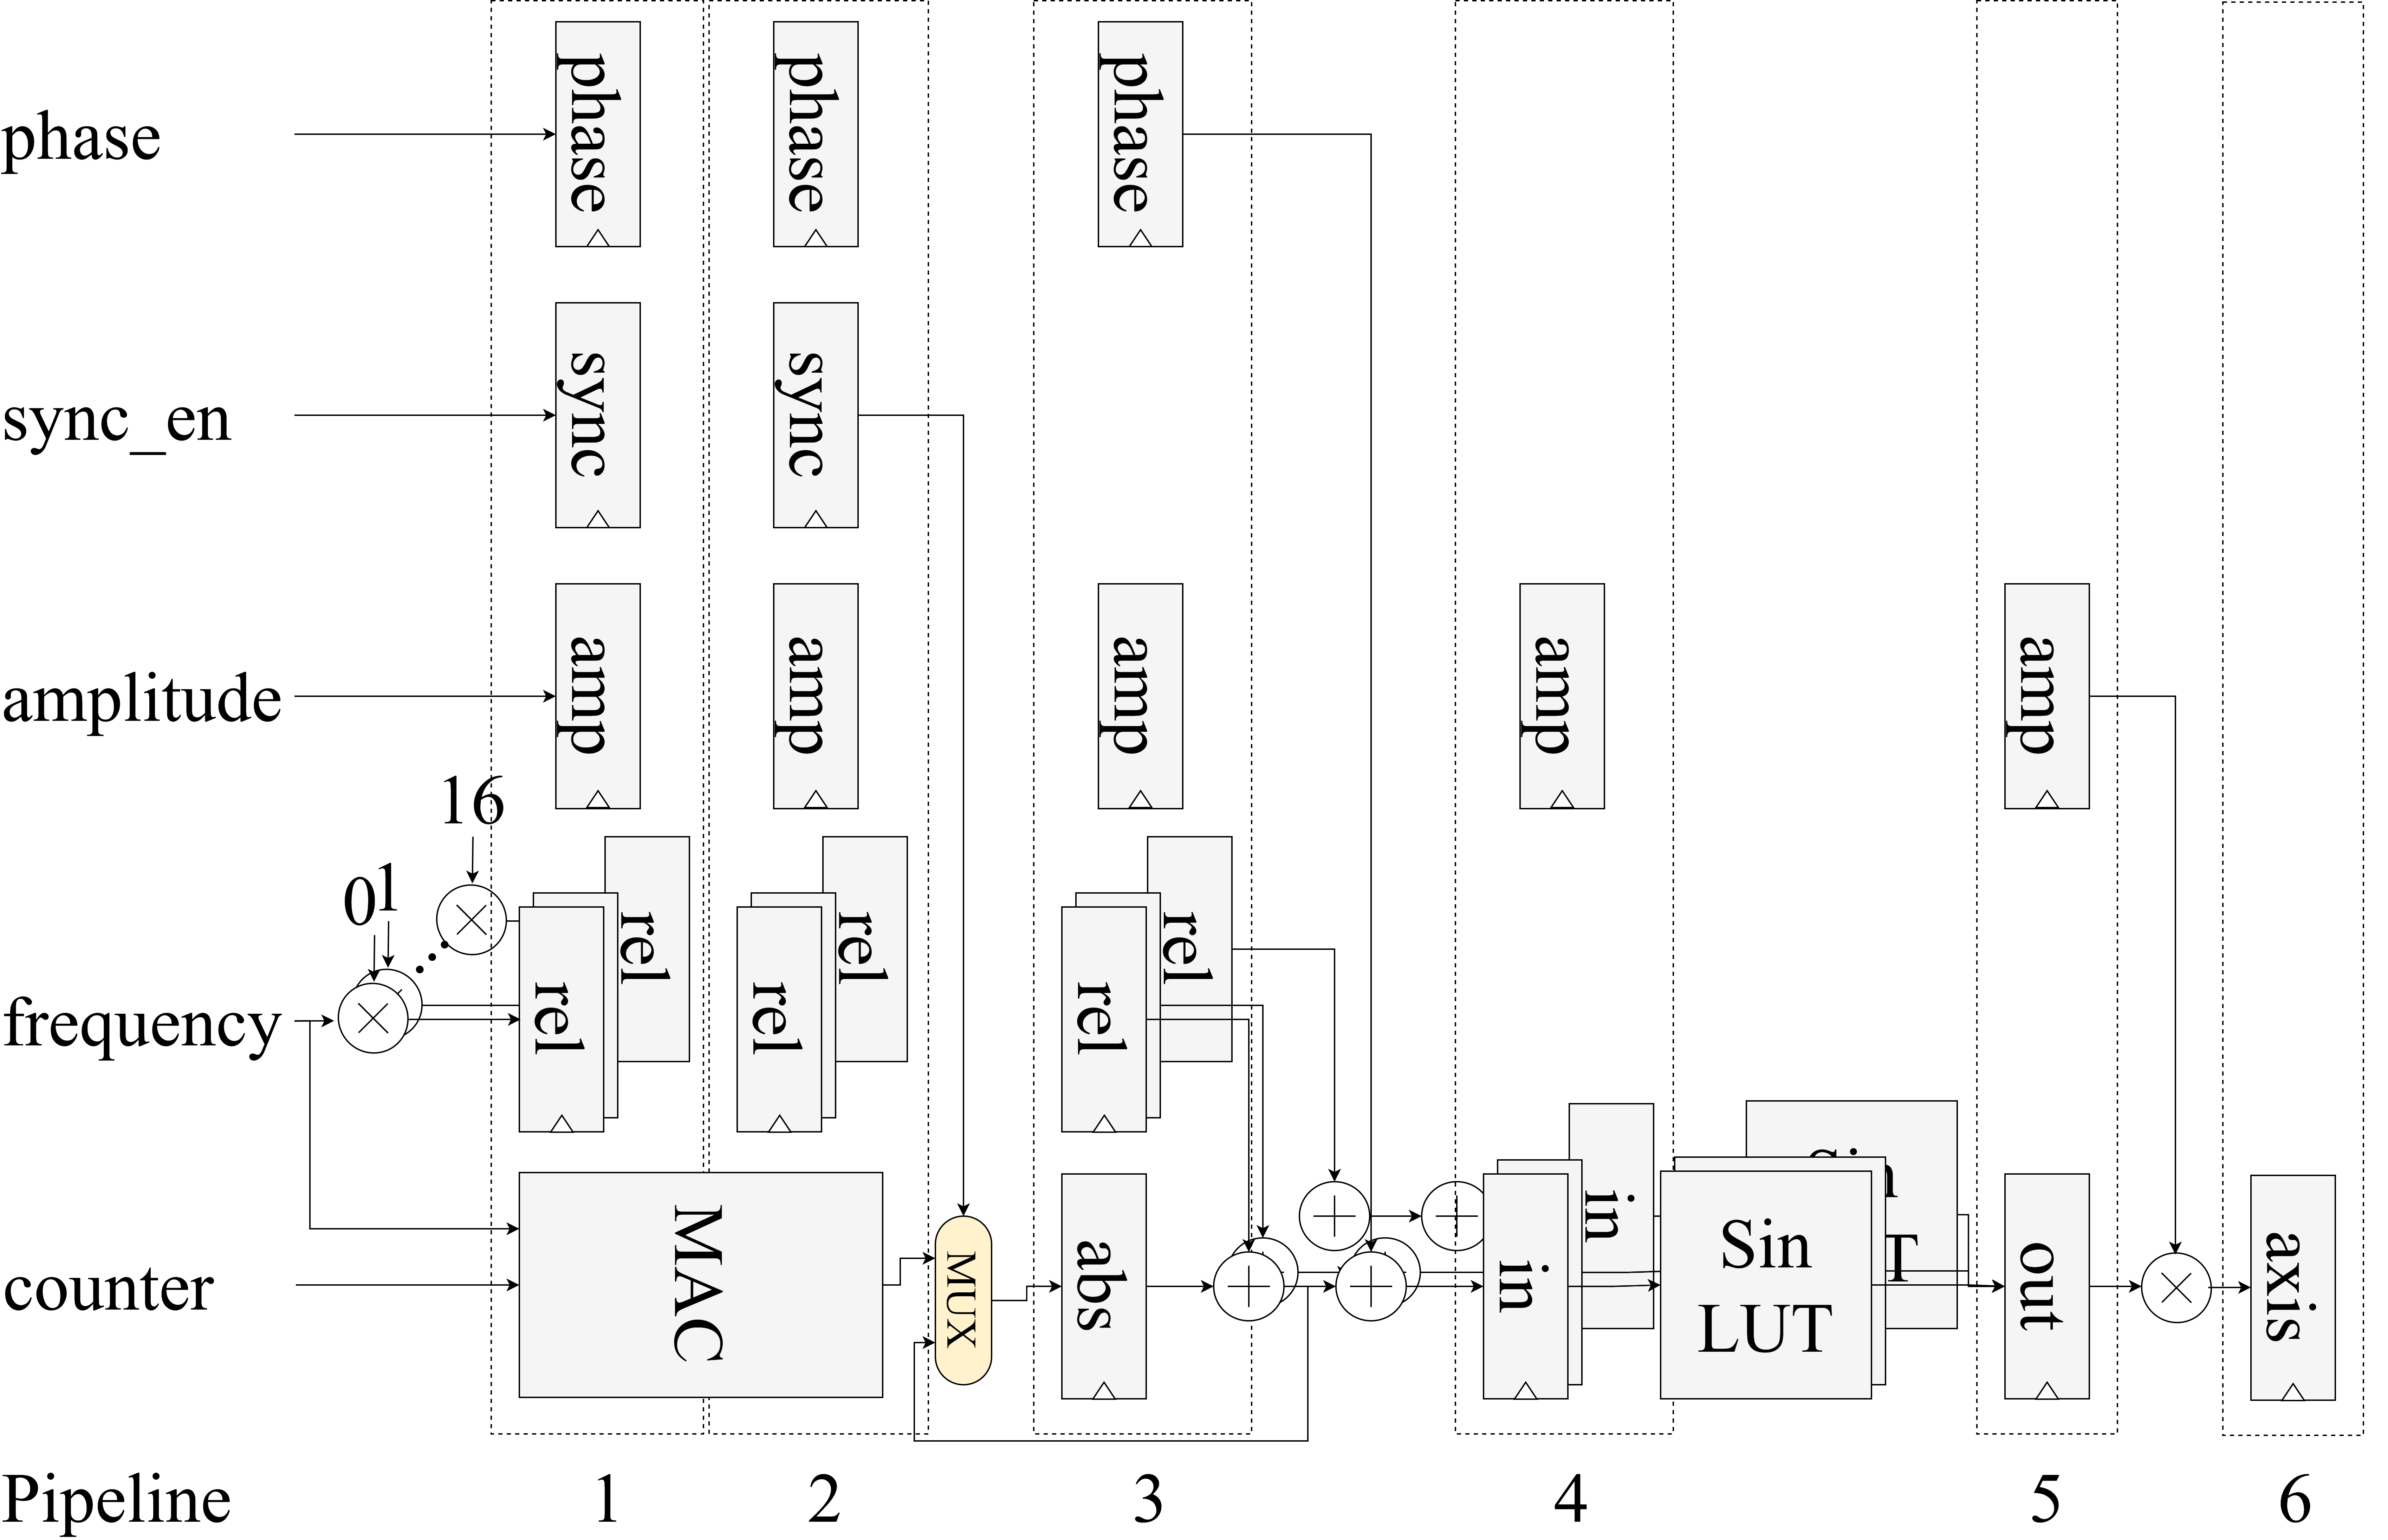 phase
phase
phase
phase
sync_en
sync
sync
amplitude
amp
amp
amp
amp
amp
16
0
1
frequency
rel
rel
rel
rel
rel
rel
counter
MAC
MUX
abs
in
in
Sin
LUT
out
axis
Pipeline
1
2
3
4
5
6